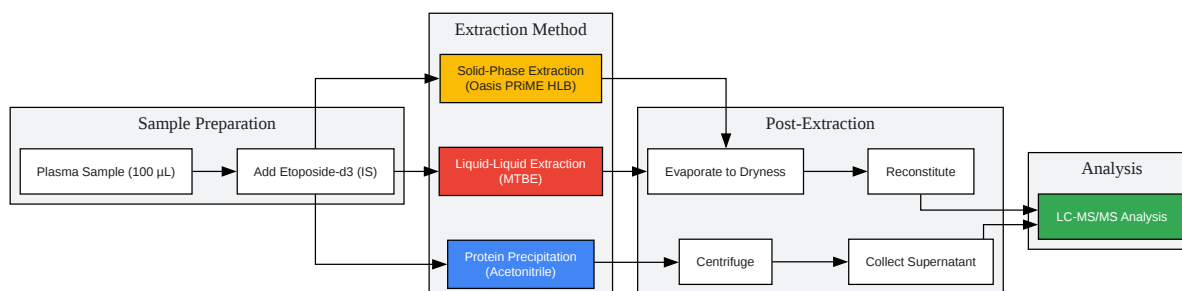 Extraction Method
Solid-Phase Extraction
(Oasis PRiME HLB)
Sample Preparation
Post-Extraction
Plasma Sample (100 µL)
Add Etoposide-d3 (IS)
Liquid-Liquid Extraction
(MTBE)
Evaporate to Dryness
Reconstitute
Analysis
LC-MS/MS Analysis
Protein Precipitation
(Acetonitrile)
Centrifuge
Collect Supernatant